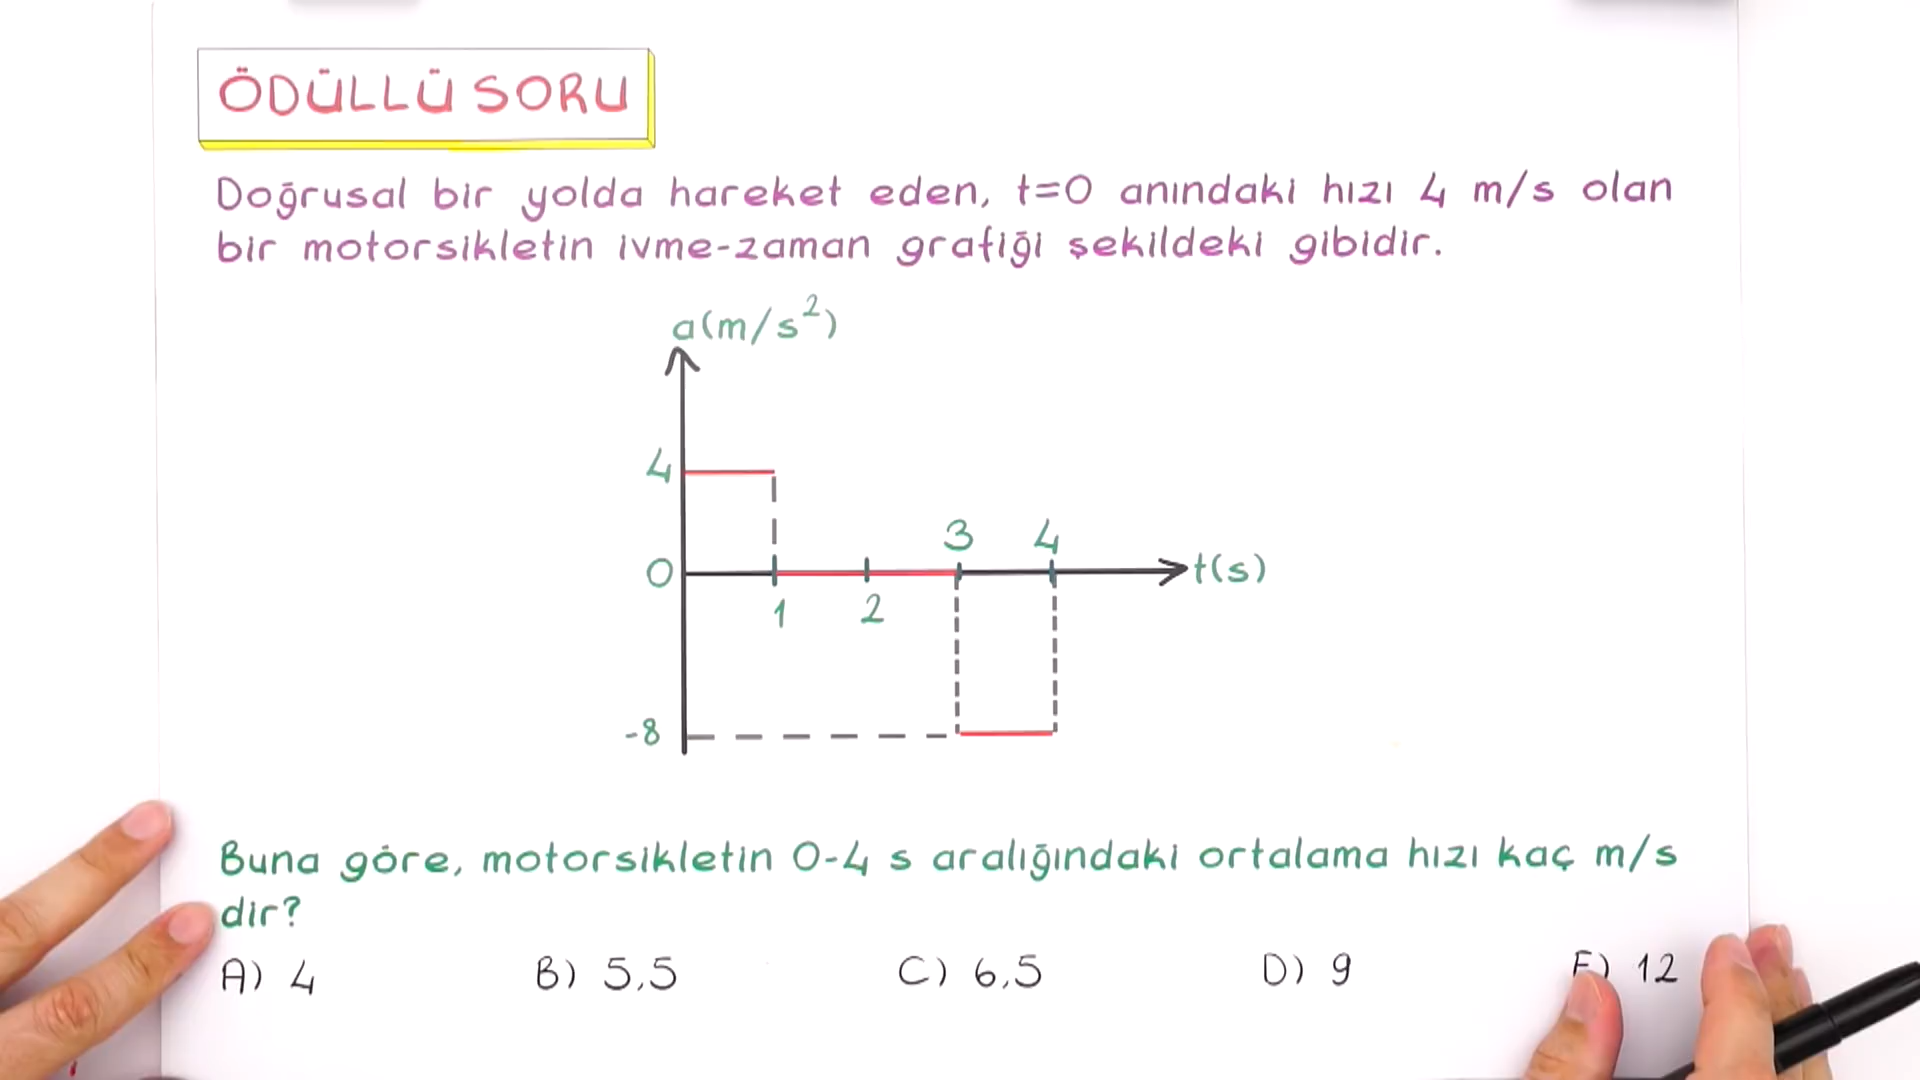 ÖDÜLLÜ SORU
Doğrusal bir yolda hareket eden, t=0 anındaki hızı 4 m/s olan
bir motorsikletin ivme-zaman grafiği şekildeki gibidir.
a(m/s²)
4
3 4
0 t(s)
1 2
-8
Buna göre, motorsikletin 0-4 s aralığındaki ortalama hızı kaç m/s
dir?
A) 4 B) 5,5 C) 6,5 D) 9 E) 12